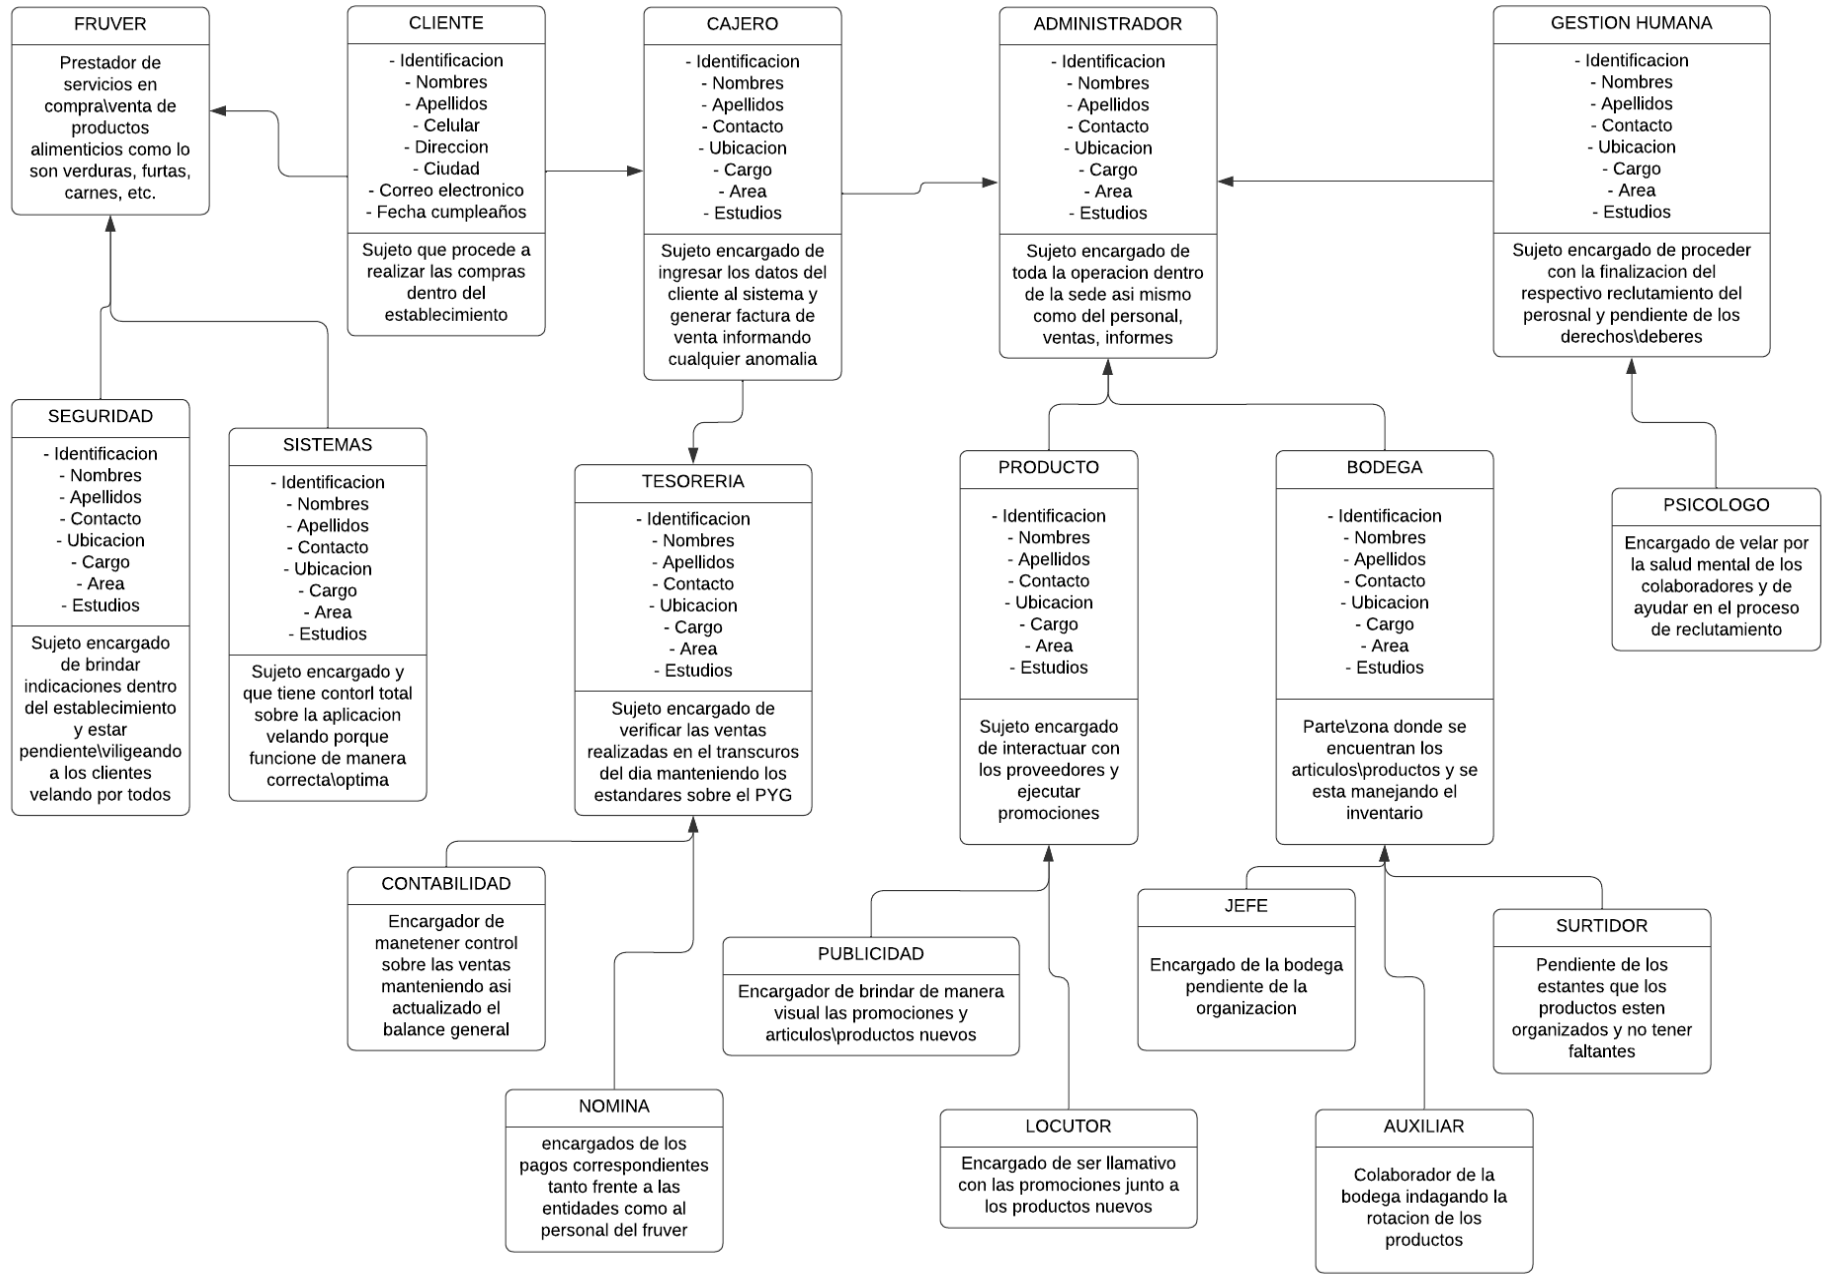 FRUVER
Prestador de
servicios en
compra\venta de
productos
alimenticios como lo
son verduras, furtas,
carnes, etc.
CLIENTE
- Identificacion
- Nombres
- Apellidos
- Celular
- Direccion
- Ciudad
- Correo electronico
- Fecha cumpleaños
Sujeto que procede a
realizar las compras
dentro del
establecimiento
CAJERO
- Identificacion
- Nombres
- Apellidos
- Contacto
- Ubicacion
- Cargo
- Area
- Estudios
Sujeto encargado de
ingresar los datos del
cliente al sistema y
generar factura de
venta informando
cualquier anomalia
ADMINISTRADOR
- Identificacion
- Nombres
- Apellidos
- Contacto
- Ubicacion
- Cargo
- Area
- Estudios
Sujeto encargado de
toda la operacion dentro
de la sede asi mismo
como del personal,
ventas, informes
GESTION HUMANA
- Identificacion
- Nombres
- Apellidos
- Contacto
- Ubicacion
- Cargo
- Area
- Estudios
Sujeto encargado de proceder
con la finalizacion del
respectivo reclutamiento del
perosnal y pendiente de los
derechos\deberes
SEGURIDAD
- Identificacion
- Nombres
- Apellidos
- Contacto
- Ubicacion
- Cargo
- Area
- Estudios
Sujeto encargado
de brindar
indicaciones dentro
del establecimiento
y estar
pendiente\viligeando
a los clientes
velando por todos
SISTEMAS
- Identificacion
- Nombres
- Apellidos
- Contacto
- Ubicacion
- Cargo
- Area
- Estudios
Sujeto encargado y
que tiene contorl total
sobre la aplicacion
velando porque
funcione de manera
correcta\optima
TESORERIA
- Identificacion
- Nombres
- Apellidos
- Contacto
- Ubicacion
- Cargo
- Area
- Estudios
Sujeto encargado de
verificar las ventas
realizadas en el transcuros
del dia manteniendo los
estandares sobre el PYG
PRODUCTO
- Identificacion
- Nombres
- Apellidos
- Contacto
- Ubicacion
- Cargo
- Area
- Estudios
Sujeto encargado
de interactuar con
los proveedores y
ejecutar
promociones
BODEGA
- Identificacion
- Nombres
- Apellidos
- Contacto
- Ubicacion
- Cargo
- Area
- Estudios
Parte\zona donde se
encuentran los
articulos\productos y se
esta manejando el
inventario
PSICOLOGO
Encargado de velar por
la salud mental de los
colaboradores y de
ayudar en el proceso
de reclutamiento
CONTABILIDAD
Encargador de
manetener control
sobre las ventas
manteniendo asi
actualizado el
balance general
NOMINA
encargados de los
pagos correspondientes
tanto frente a las
entidades como al
personal del fruver
PUBLICIDAD
Encargador de brindar de manera
visual las promociones y
articulos\productos nuevos
LOCUTOR
Encargado de ser llamativo
con las promociones junto a
los productos nuevos
JEFE
Encargado de la bodega
pendiente de la
organizacion
AUXILIAR
Colaborador de la
bodega indagando la
rotacion de los
productos
SURTIDOR
Pendiente de los
estantes que los
productos esten
organizados y no tener
faltantes